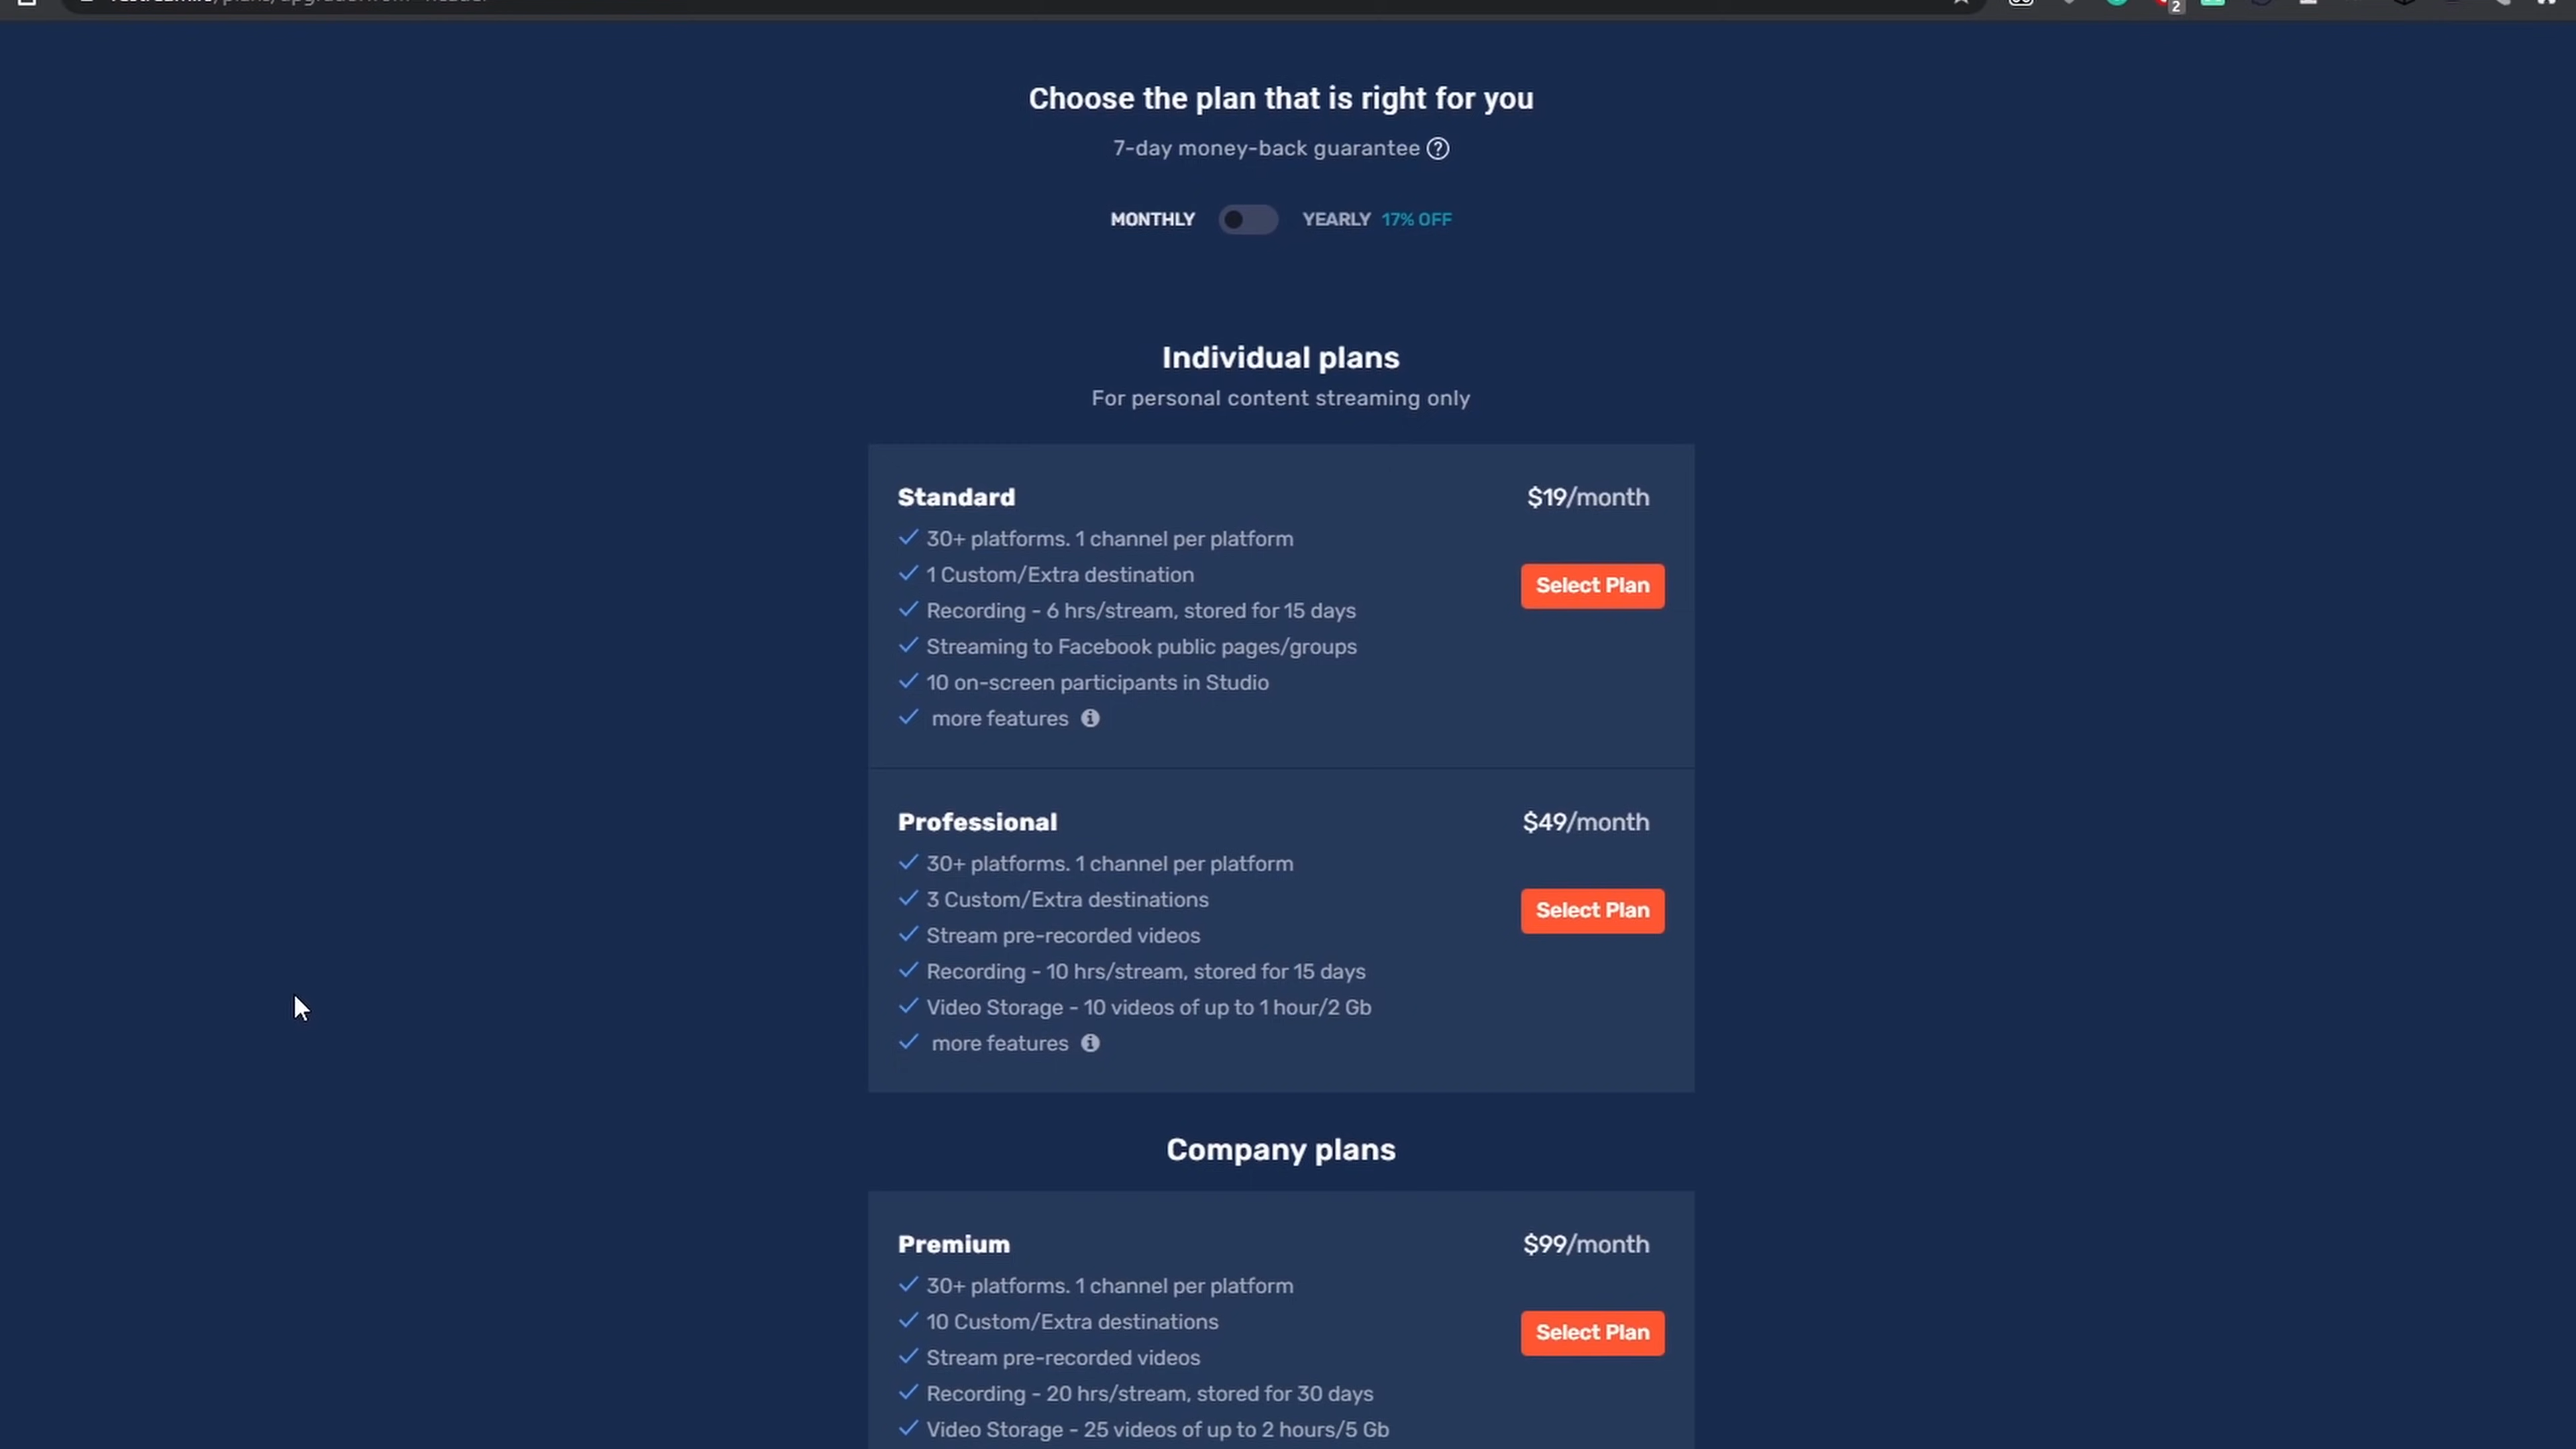 Choose the plan that is right for you
7-day money-back guarantee ?
MONTHLY YEARLY 17% OFF
Individual plans
For personal content streaming only
Standard $19/month
30+ platforms. 1 channel per platform
1 Custom/Extra destination
Select Plan
Recording - 6 hrs/stream, stored for 15 days
Streaming to Facebook public pages/groups
10 on-screen participants in Studio
more features i
Professional $49/month
30+ platforms. 1 channel per platform
3 Custom/Extra destinations
Select Plan
Stream pre-recorded videos
Recording - 10 hrs/stream, stored for 15 days
Video Storage - 10 videos of up to 1 hour/2 Gb
more features i
Company plans
Premium $99/month
30+ platforms. 1 channel per platform
10 Custom/Extra destinations
Select Plan
Stream pre-recorded videos
Recording - 20 hrs/stream, stored for 30 days
Video Storage - 25 videos of up to 2 hours/5 Gb